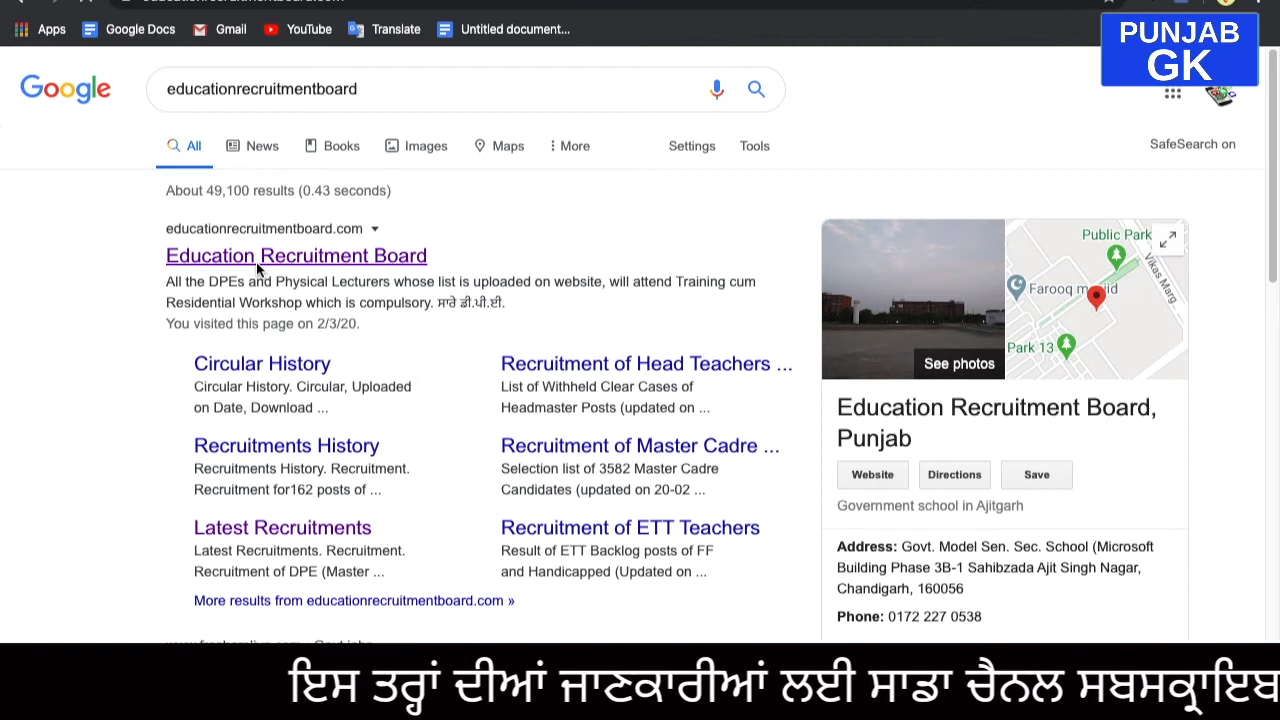 Apps Google Docs Gmail YouTube Translate Untitled document...
PUNJAB
GK
Google
educationrecruitmentboard
All News Books Images Maps More Settings Tools
SafeSearch on
About 49,100 results (0.43 seconds)
educationrecruitmentboard.com
Education Recruitment Board
All the DPEs and Physical Lecturers whose list is uploaded on website, will attend Training cum
Residential Workshop which is compulsory. ਸਾਰੇ ਡੀ.ਪੀ.ਈ.
You visited this page on 2/3/20.
Circular History
Circular History. Circular, Uploaded
on Date, Download ...
Recruitment of Head Teachers ...
List of Withheld Clear Cases of
Headmaster Posts (updated on ...
Recruitments History
Recruitments History. Recruitment.
Recruitment for162 posts of ...
Recruitment of Master Cadre ...
Selection list of 3582 Master Cadre
Candidates (updated on 20-02 ...
Latest Recruitments
Latest Recruitments. Recruitment.
Recruitment of DPE (Master ...
Recruitment of ETT Teachers
Result of ETT Backlog posts of FF
and Handicapped (Updated on ...
More results from educationrecruitmentboard.com »
See photos
Public Park
Vikas Marg
Farooq masjid
Park 13
Education Recruitment Board,
Punjab
Website Directions Save
Government school in Ajitgarh
Address: Govt. Model Sen. Sec. School (Microsoft
Building Phase 3B-1 Sahibzada Ajit Singh Nagar,
Chandigarh, 160056
Phone: 0172 227 0538
ਇਸ ਤਰ੍ਹਾਂ ਦੀਆਂ ਜਾਣਕਾਰੀਆਂ ਲਈ ਸਾਡਾ ਚੈਨਲ ਸਬਸਕ੍ਰਾਇਬ